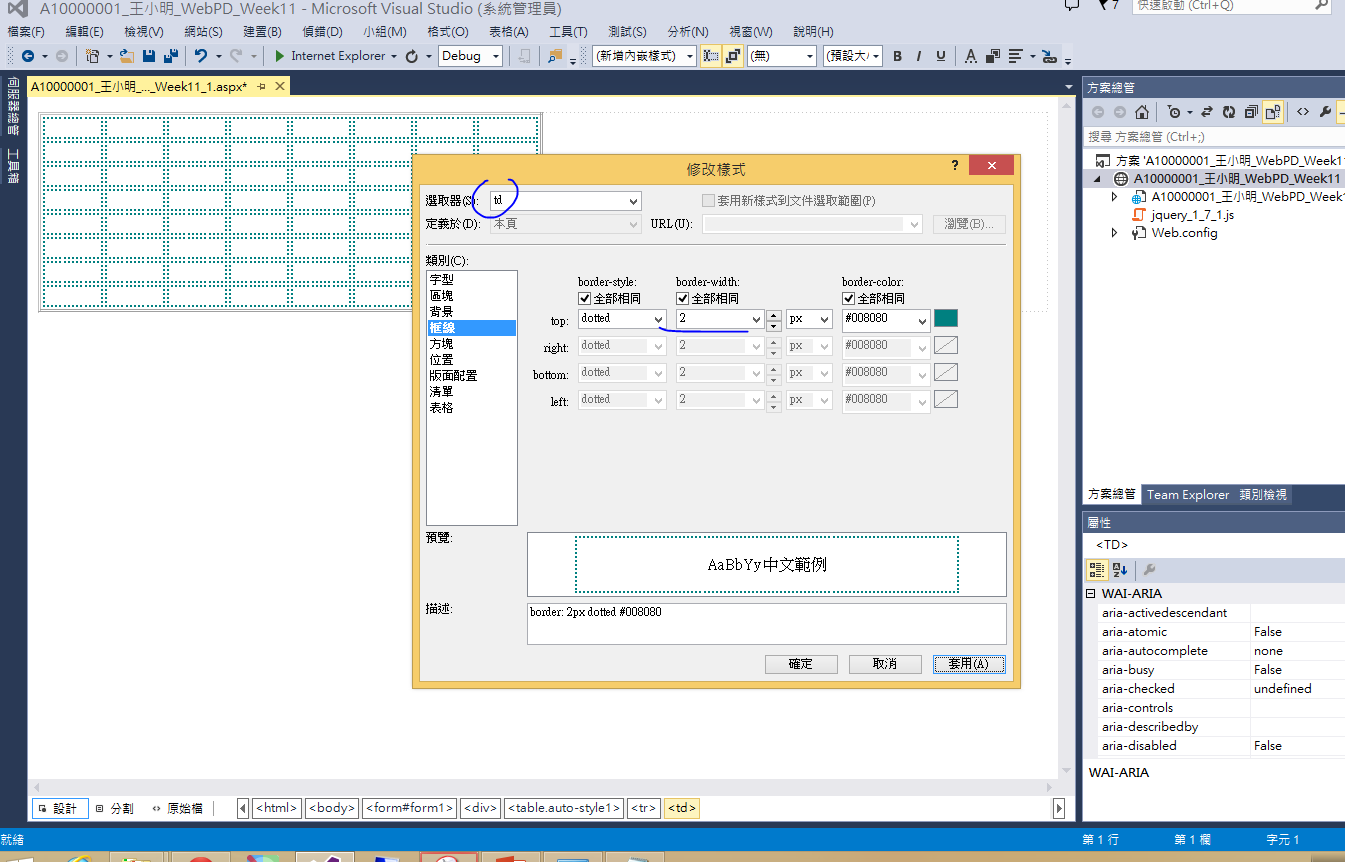 A10000001_王小明_WebPD_Week11 - Microsoft Visual Studio (系統管理員)
7
快速啟動 (Ctrl+Q)
檔案(F) 編輯(E) 檢視(V) 網站(S) 建置(B) 偵錯(D) 小組(M) 格式(O) 表格(A) 工具(T) 測試(S) 分析(N) 視窗(W) 說明(H)
Internet Explorer Debug (新增內嵌樣式) (無) (預設大/ B I U A
伺服器總管
工具箱
A10000001_王小明_..._Week11_1.aspx*
修改樣式
?
選取器(S): td 套用新樣式到文件選取範圍(P)
定義於(D): 本頁 URL(U): 瀏覽(B)...
類別(C):
字型
區塊
背景
框線
方塊
位置
版面配置
清單
表格
border-style: border-width: border-color:
全部相同 全部相同 全部相同
top: dotted 2 px #008080
right: dotted 2 px #008080
bottom: dotted 2 px #008080
left: dotted 2 px #008080
預覽:
AaBbYy中文範例
描述:
border: 2px dotted #008080
確定 取消 套用(A)
方案總管
搜尋 方案總管 (Ctrl+;)
方案 'A10000001_王小明_WebPD_Week1
A10000001_王小明_WebPD_Week11
A10000001_王小明_WebPD_Week
jquery_1_7_1.js
Web.config
方案總管 Team Explorer 類別檢視
屬性
<TD>
WAI-ARIA
aria-activedescendant
aria-atomic False
aria-autocomplete none
aria-busy False
aria-checked undefined
aria-controls
aria-describedby
aria-disabled False
WAI-ARIA
設計 分割 原始檔 <html> <body> <form#form1> <div> <table.auto-style1> <tr> <td>
就緒 第 1 行 第 1 欄 字元 1